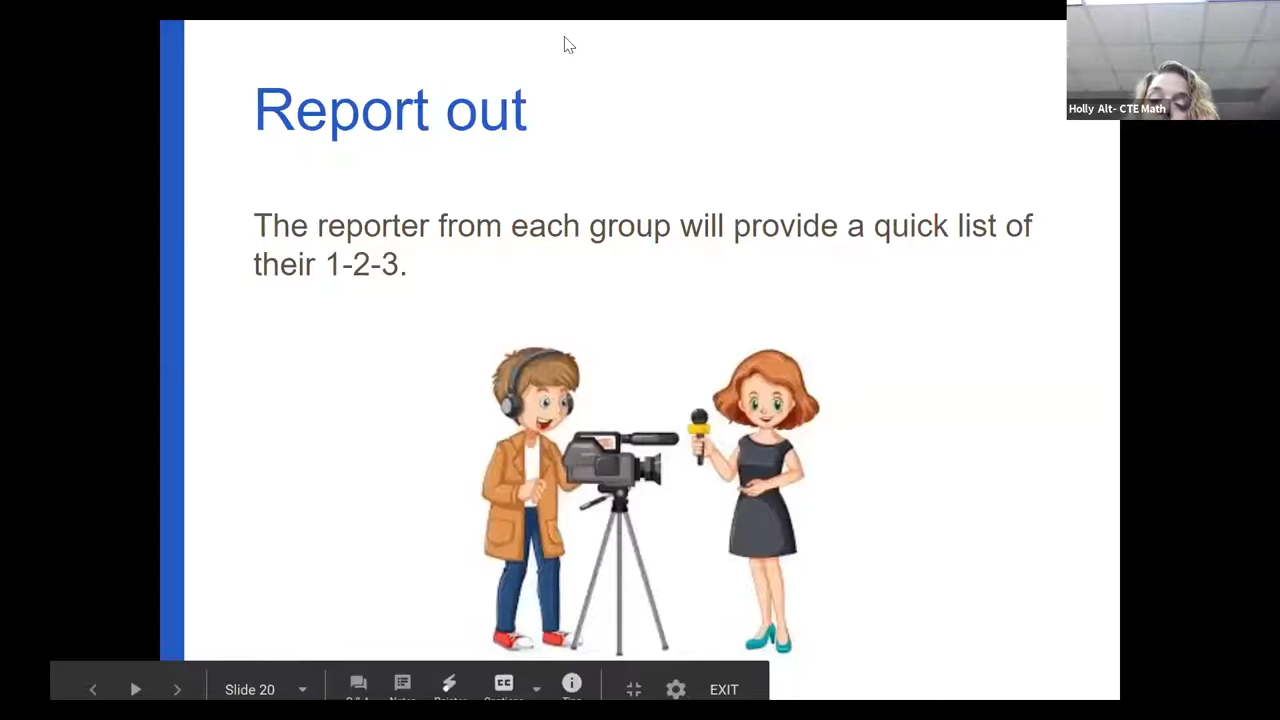 Report out
Holly Alt- CTE Math
The reporter from each group will provide a quick list of
their 1-2-3.
Slide 20
EXIT